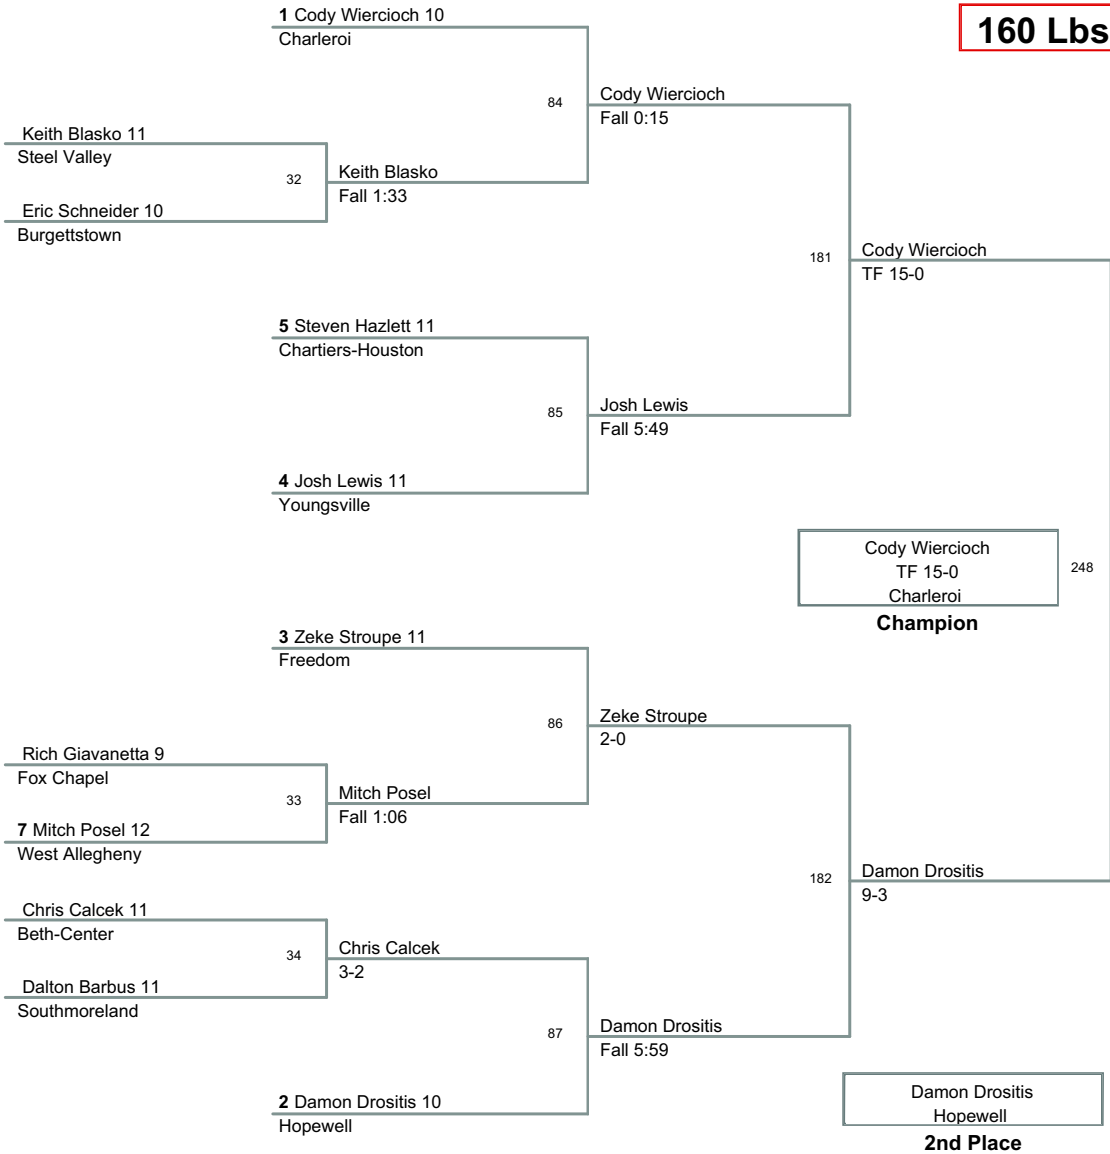 160 Lbs
1 Cody Wiercioch 10
Charleroi
84
Cody Wiercioch
Fall 0:15
Keith Blasko 11
Steel Valley
32
Keith Blasko
Fall 1:33
Eric Schneider 10
Burgettstown
181
Cody Wiercioch
TF 15-0
5 Steven Hazlett 11
Chartiers-Houston
85
Josh Lewis
Fall 5:49
4 Josh Lewis 11
Youngsville
Cody Wiercioch
TF 15-0
Charleroi
248
Champion
3 Zeke Stroupe 11
Freedom
86
Zeke Stroupe
2-0
Rich Giavanetta 9
Fox Chapel
33
Mitch Posel
Fall 1:06
7 Mitch Posel 12
West Allegheny
182
Damon Drositis
9-3
Chris Calcek 11
Beth-Center
34
Chris Calcek
3-2
Dalton Barbus 11
Southmoreland
87
Damon Drositis
Fall 5:59
2 Damon Drositis 10
Hopewell
Damon Drositis
Hopewell
2nd Place